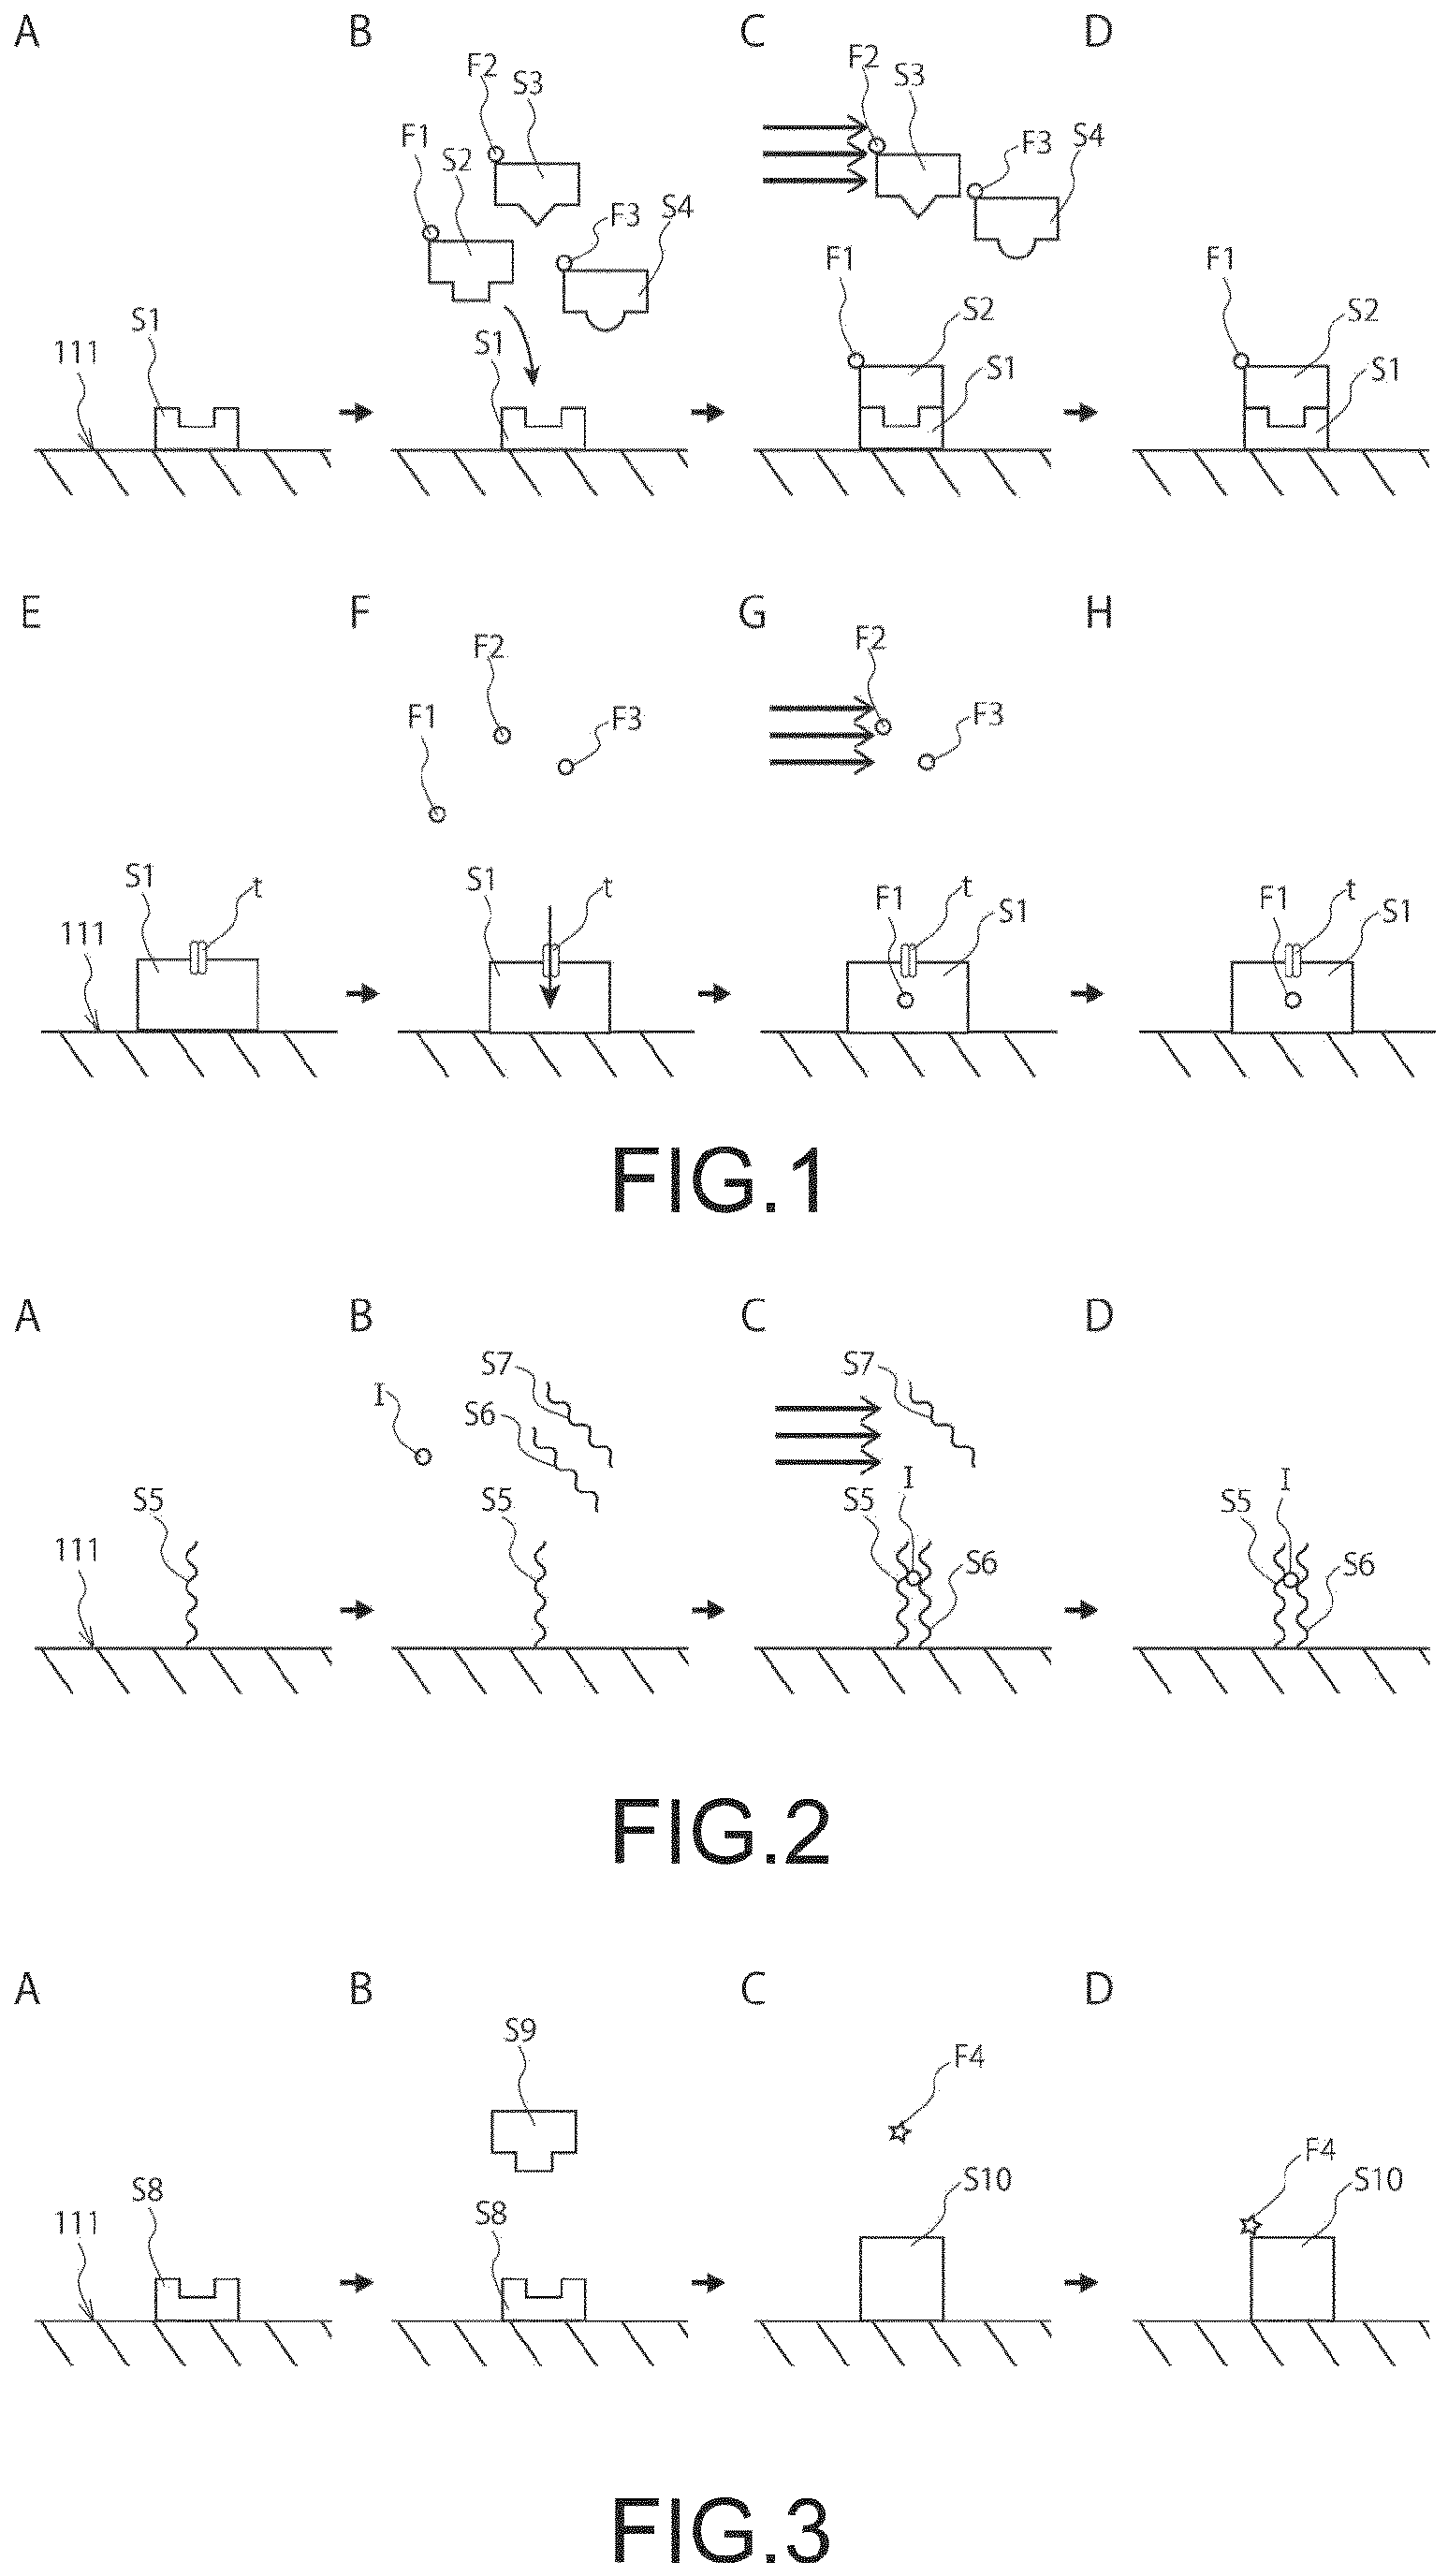 A B C D
F2 S3 F1 S2 F3 S4 S1
F2 S3 F3 S4 F1 S2 S1
F1 S2 S1
S1 111
E F G H
F2 F1 F3 S1 t
F2 F3 F1 t S1
F1 t S1
S1 t 111
FIG.1
A B C D
I S7 S6 S5
S7 I S5 S6
S5 I S6
S5 111
FIG.2
A B C D
S9 S8
F4 S10
F4 S10
S8 111
FIG.3